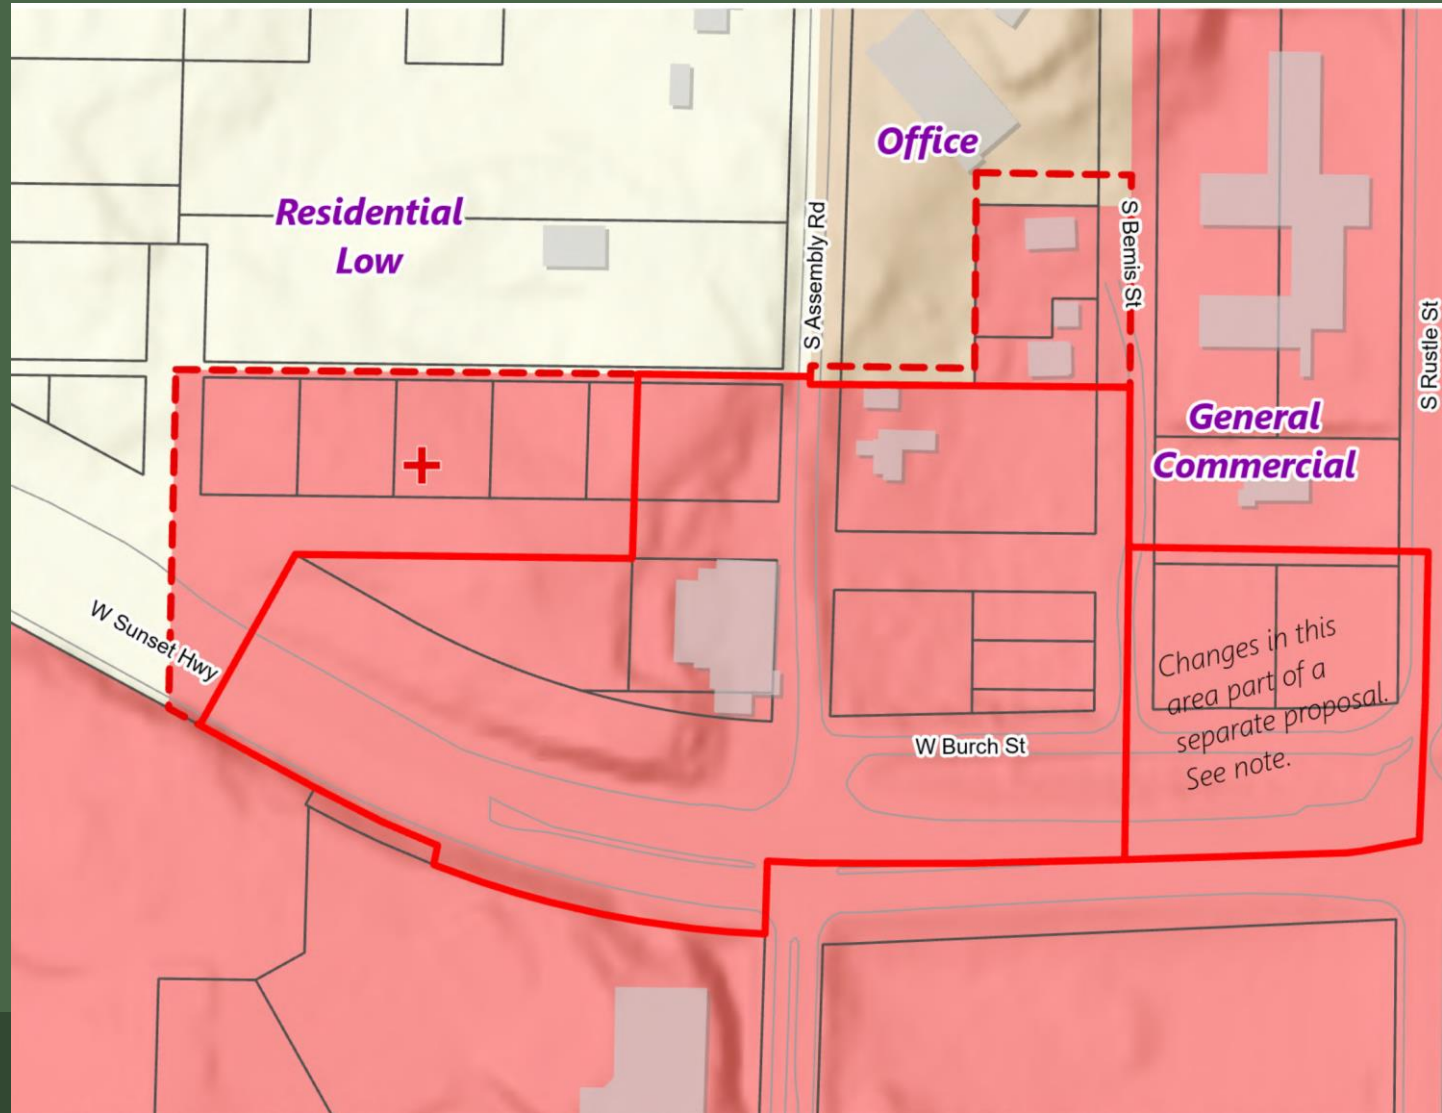 Office
Residential
Low
S Assembly Rd
S Bemis St
S Rustle St
General
Commercial
W Sunset Hwy
Changes in this
area part of a
separate proposal.
See note.
W Burch St